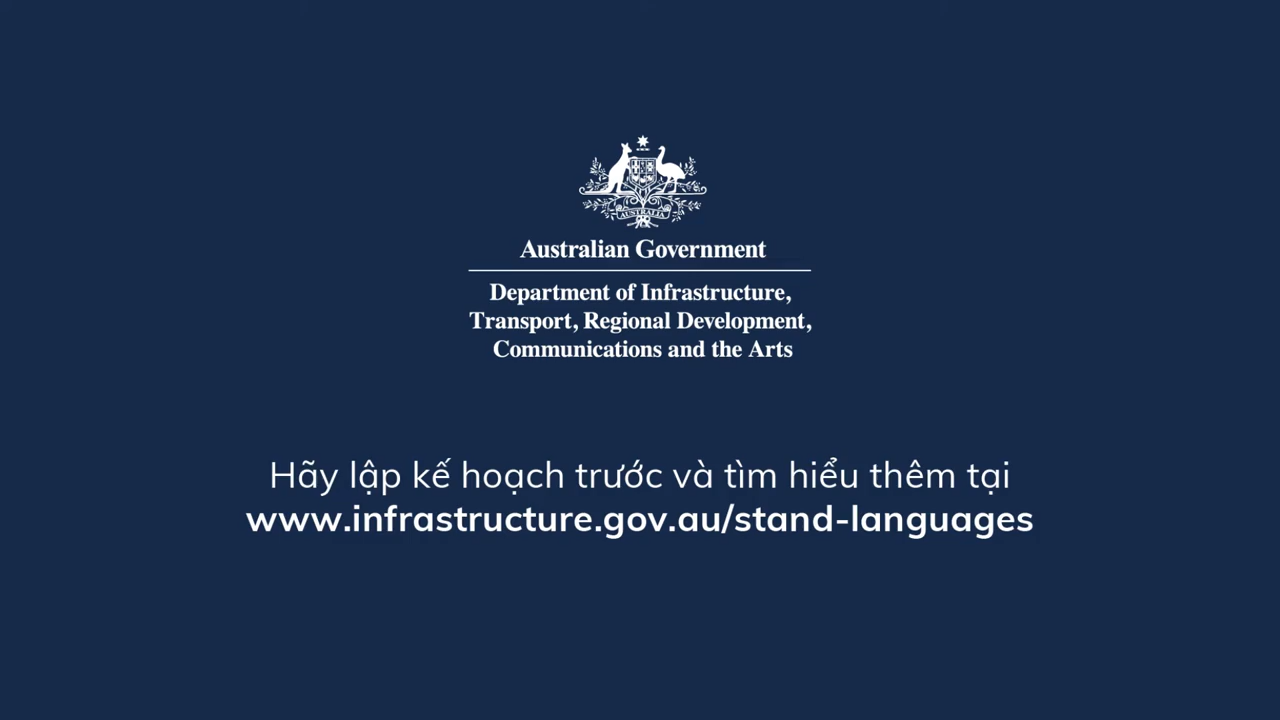 AUSTRALIA
Australian Government
Department of Infrastructure,
Transport, Regional Development,
Communications and the Arts
Hãy lập kế hoạch trước và tìm hiểu thêm tại
www.infrastructure.gov.au/stand-languages